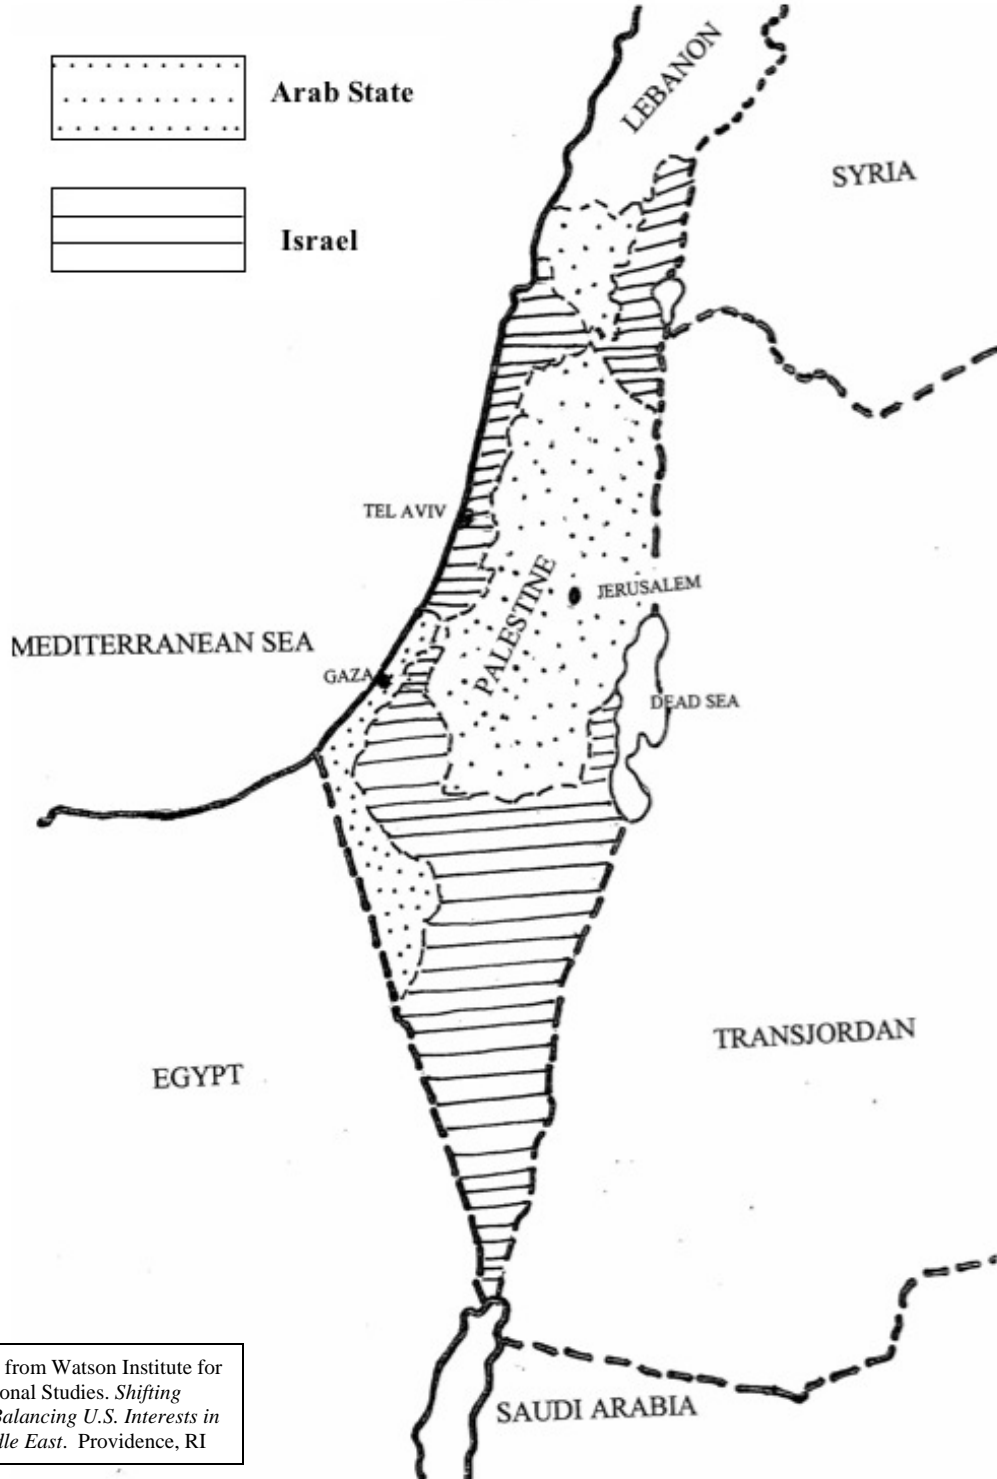 Arab State
Israel
LEBANON
SYRIA
TEL AVIV
PALESTINE
JERUSALEM
MEDITERRANEAN SEA
GAZA
DEAD SEA
TRANSJORDAN
EGYPT
SAUDI ARABIA
from Watson Institute for
onal Studies. Shifting
Balancing U.S. Interests in
dle East. Providence, RI